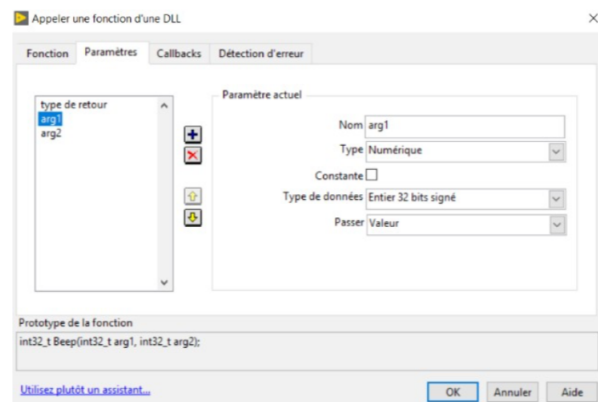 Appeler une fonction d'une DLL
Fonction Paramètres Callbacks Détection d'erreur
type de retour
arg1
arg2
Paramètre actuel
Nom arg1
Type Numérique
Constante
Type de données Entier 32 bits signé
Passer Valeur
Prototype de la fonction
int32_t Beep(int32_t arg1, int32_t arg2);
Utilisez plutôt un assistant...
OK Annuler Aide